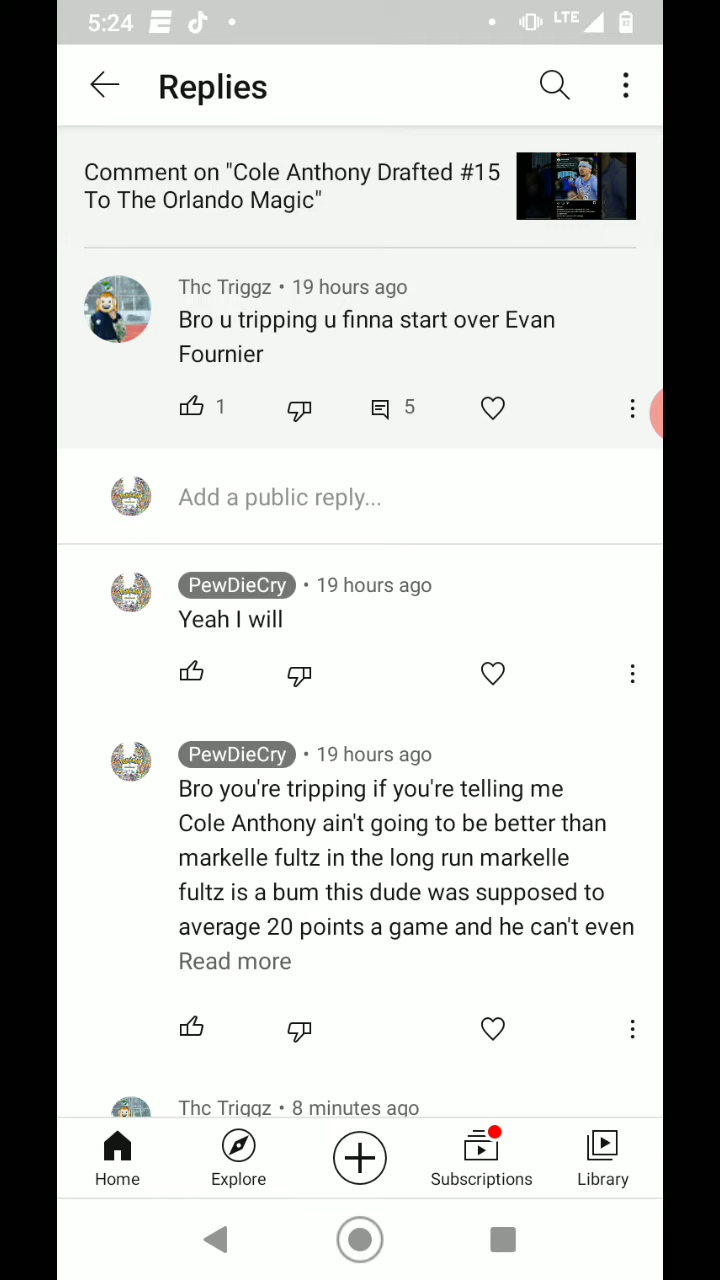 5:24
LTE
Replies
Comment on "Cole Anthony Drafted #15
To The Orlando Magic"
Thc Triggz • 19 hours ago
Bro u tripping u finna start over Evan
Fournier
1
5
Add a public reply...
PewDieCry • 19 hours ago
Yeah I will
PewDieCry • 19 hours ago
Bro you're tripping if you're telling me
Cole Anthony ain't going to be better than
markelle fultz in the long run markelle
fultz is a bum this dude was supposed to
average 20 points a game and he can't even
Read more
Thc Triggz • 8 minutes ago
Home
Explore
Subscriptions
Library